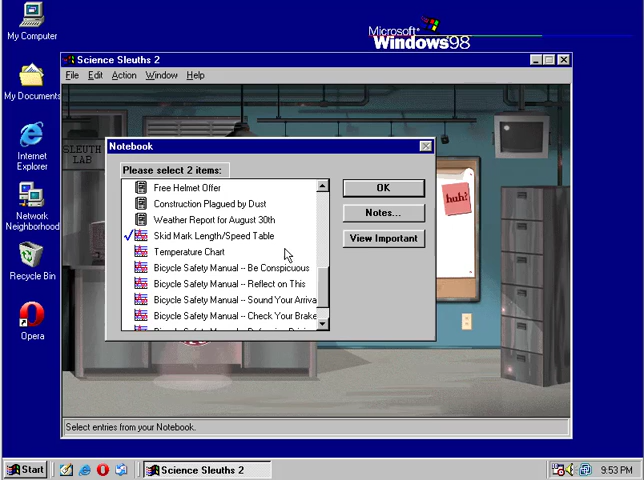 My Computer
Microsoft
Windows 98
Science Sleuths 2
File Edit Action Window Help
My Documents
SLEUTH
LAB
Notebook
Please select 2 items:
Free Helmet Offer
Construction Plagued by Dust
Weather Report for August 30th
Skid Mark Length/Speed Table
Temperature Chart
Bicycle Safety Manual -- Be Conspicuous
Bicycle Safety Manual -- Reflect on This
Bicycle Safety Manual -- Sound Your Arriva
Bicycle Safety Manual -- Check Your Brake
OK
Notes...
View Important
huh?
Internet
Explorer
Network
Neighborhood
Recycle Bin
Opera
Select entries from your Notebook.
Start
Science Sleuths 2
9:53 PM